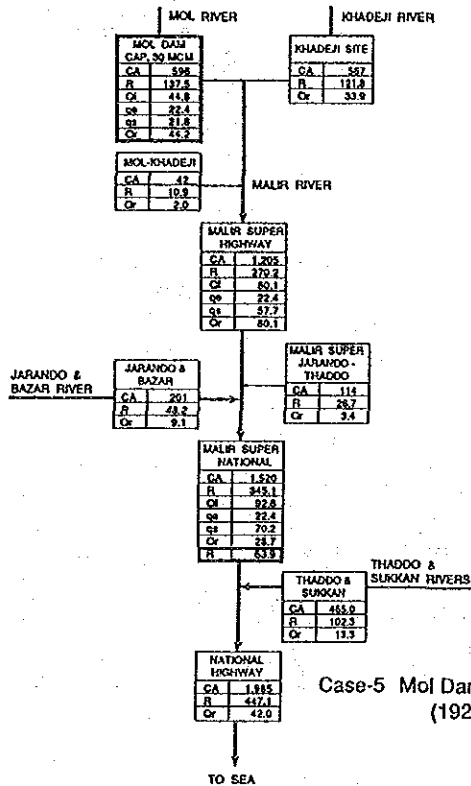 MOL RIVER
KHADEJI RIVER
MOL DAM
CAP, 30 MCM
CA 596
R 137.5
Qi 44.8
qe 22.4
qs 21.8
Or 44.2
KHADEJI SITE
CA 567
R 121.8
Or 33.9
MOL-KHADEJI
CA 42
R 10.9
Or 2.0
MALIR RIVER
MALIR SUPER
HIGHWAY
CA 1,205
R 270.2
Qi 80.1
qe 22.4
qs 57.7
Or 80.1
JARANDO &
BAZAR RIVER
JARANDO &
BAZAR
CA 201
R 48.2
Or 9.1
MALIR SUPER
JARANDO -
THADDO
CA 114
R 26.7
Or 3.4
MALIR SUPER
NATIONAL
CA 1,520
R 345.1
Qi 92.6
qe 22.4
qs 70.2
Or 28.7
R 63.9
THADDO &
SUKKAN RIVERS
THADDO &
SUKKAN
CA 465.0
R 102.3
Or 13.3
NATIONAL
HIGHWAY
CA 1,985
R 447.1
Or 42.0
Case-5 Mol Dar
(192
TO SEA